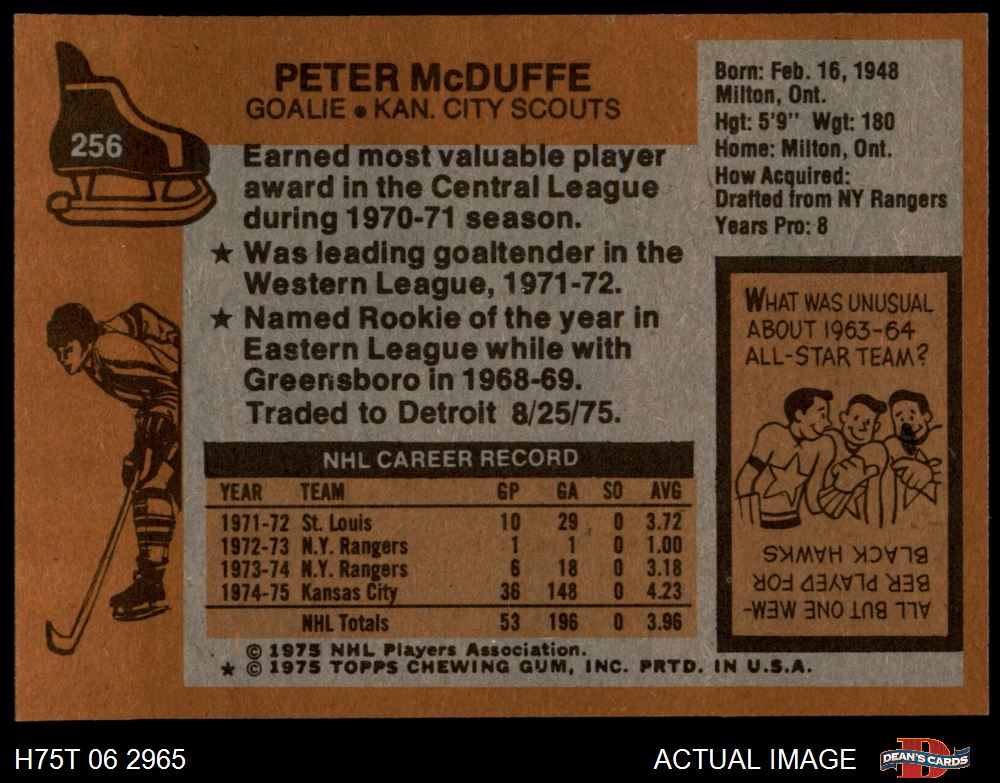 256
PETER McDUFFE
GOALIE • KAN. CITY SCOUTS
Earned most valuable player
award in the Central League
during 1970-71 season.
★ Was leading goaltender in the
Western League, 1971-72.
★ Named Rookie of the year in
Eastern League while with
Greensboro in 1968-69.
Traded to Detroit 8/25/75.
Born: Feb. 16, 1948
Milton, Ont.
Hgt: 5'9" Wgt: 180
Home: Milton, Ont.
How Acquired:
Drafted from NY Rangers
Years Pro: 8
WHAT WAS UNUSUAL
ABOUT 1963-64
ALL-STAR TEAM?
ALL BUT ONE MEM-
BER PLAYED FOR
BLACK HAWKS
NHL CAREER RECORD
YEAR TEAM GP GA SO AVG
1971-72 St. Louis 10 29 0 3.72
1972-73 N.Y. Rangers 1 1 0 1.00
1973-74 N.Y. Rangers 6 18 0 3.18
1974-75 Kansas City 36 148 0 4.23
NHL Totals 53 196 0 3.96
© 1975 NHL Players Association.
★ © 1975 TOPPS CHEWING GUM, INC. PRTD. IN U.S.A.
H75T 06 2965
ACTUAL IMAGE
D
DEAN'S CARDS